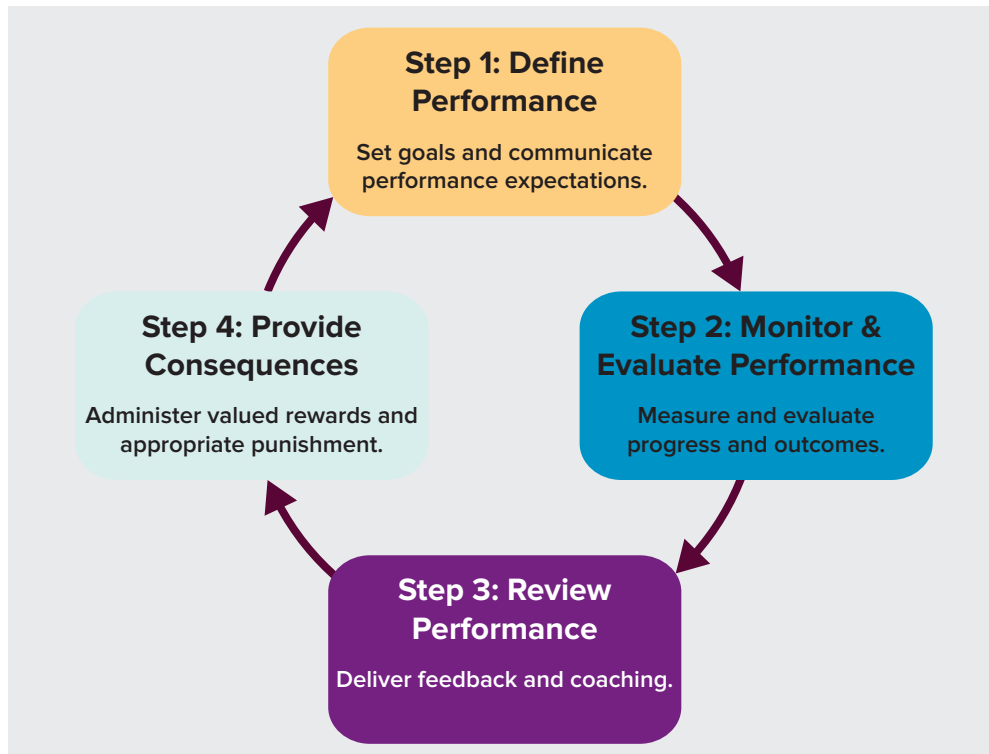 Step 1: Define
Performance
Set goals and communicate
performance expectations.
Step 2: Monitor &
Evaluate Performance
Measure and evaluate
progress and outcomes.
Step 3: Review
Performance
Deliver feedback and coaching.
Step 4: Provide
Consequences
Administer valued rewards and
appropriate punishment.